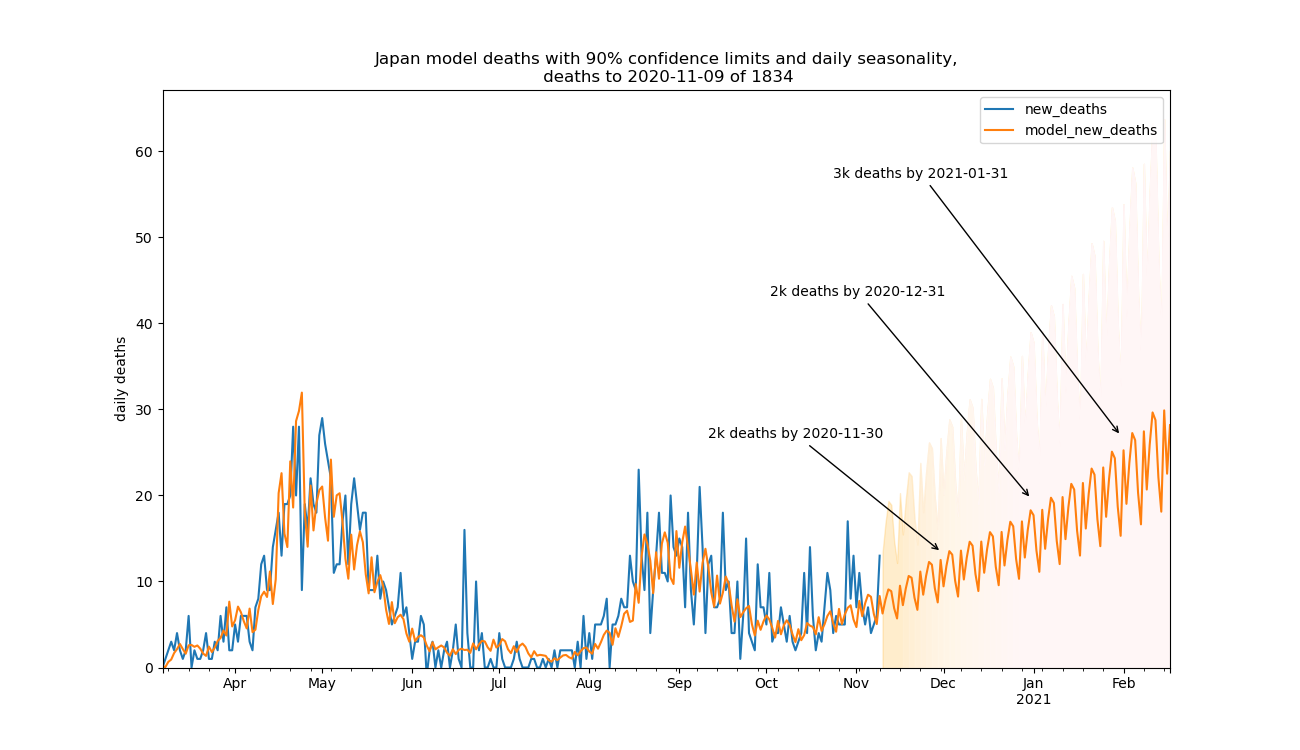 Japan model deaths with 90% confidence limits and daily seasonality,
deaths to 2020-11-09 of 1834
new_deaths
model_new_deaths
3k deaths by 2021-01-31
2k deaths by 2020-12-31
2k deaths by 2020-11-30
daily deaths
60
50
40
30
20
10
0
Apr May Jun Jul Aug Sep Oct Nov Dec Jan Feb
2021